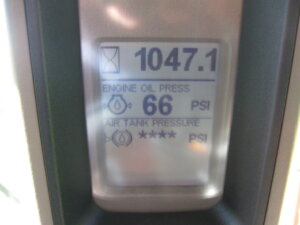 1047.1
ENGINE OIL PRESS
66 PSI
AIR TANK PRESSURE
**** PSI